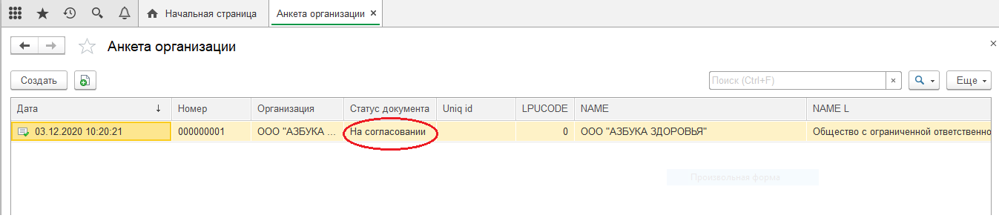 Начальная страница Анкета организации ×
Анкета организации
Создать Поиск (Ctrl+F) × Еще
Дата ↓ Номер Организация Статус документа Uniq id LPUCODE NAME NAME L
03.12.2020 10:20:21 000000001 ООО "АЗБУКА ... На согласовании 0 ООО "АЗБУКА ЗДОРОВЬЯ" Общество с ограниченной ответственно
Произвольная форма